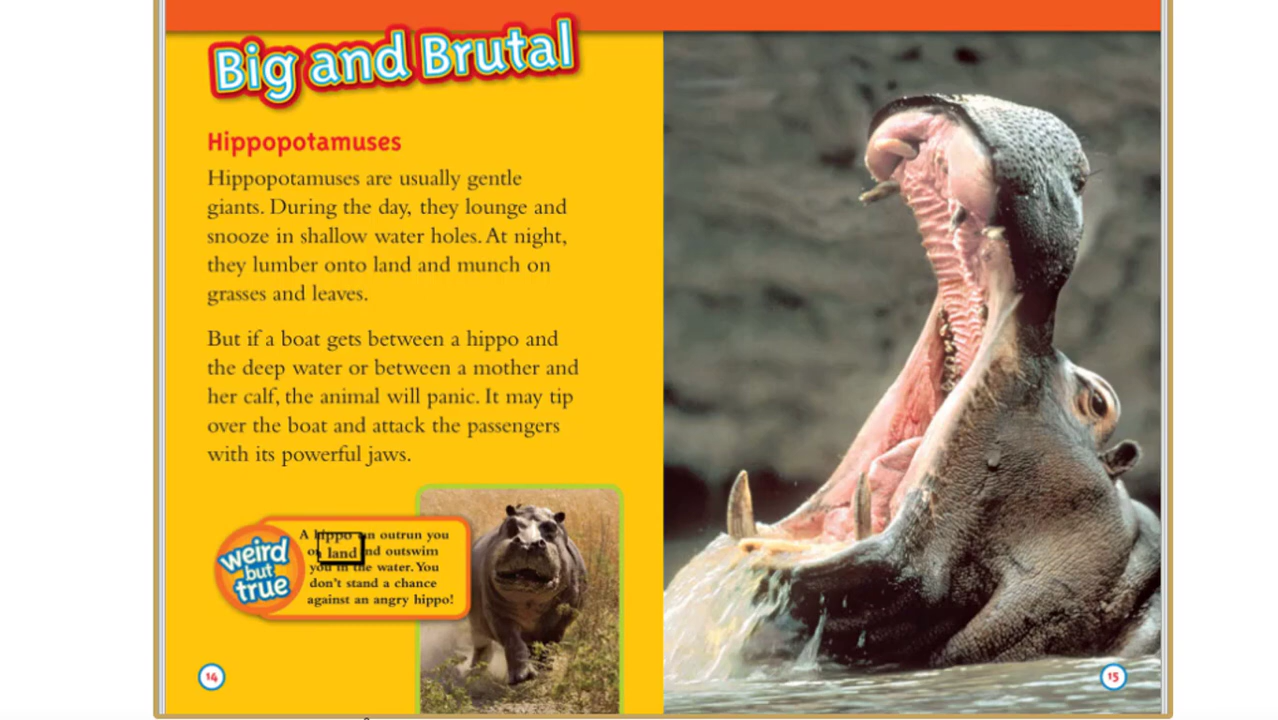 Big and Brutal
Hippopotamuses
Hippopotamuses are usually gentle
giants. During the day, they lounge and
snooze in shallow water holes. At night,
they lumber onto land and munch on
grasses and leaves.
But if a boat gets between a hippo and
the deep water or between a mother and
her calf, the animal will panic. It may tip
over the boat and attack the passengers
with its powerful jaws.
weird
but
true
A hippo an outrun you
o land nd outswim
you in the water. You
don't stand a chance
against an angry hippo!
14
15